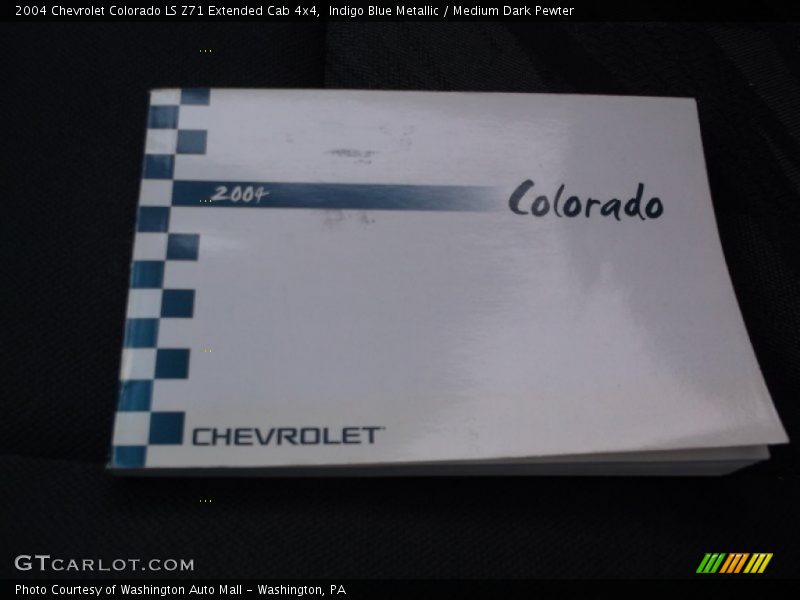 2004 Chevrolet Colorado LS Z71 Extended Cab 4x4,  Indigo Blue Metallic / Medium Dark Pewter
...
2004 Colorado
...
...
CHEVROLET
...
GTCARLOT.COM
Photo Courtesy of Washington Auto Mall - Washington, PA